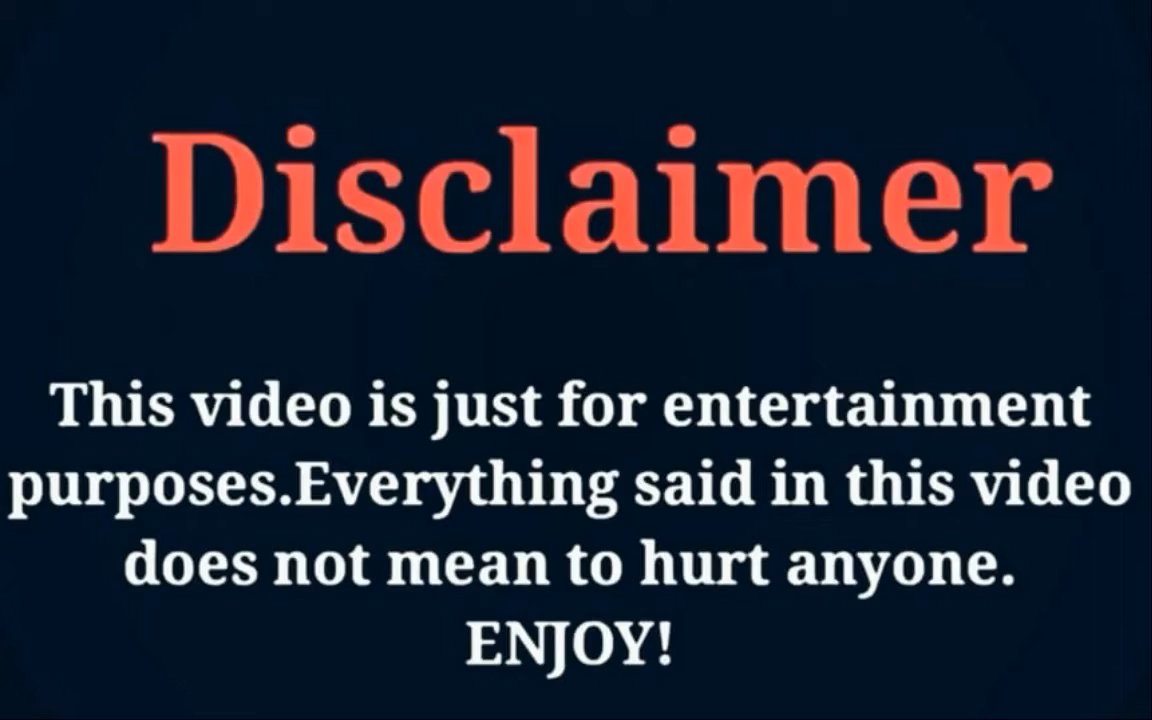 Disclaimer
This video is just for entertainment
purposes.Everything said in this video
does not mean to hurt anyone.
ENJOY!